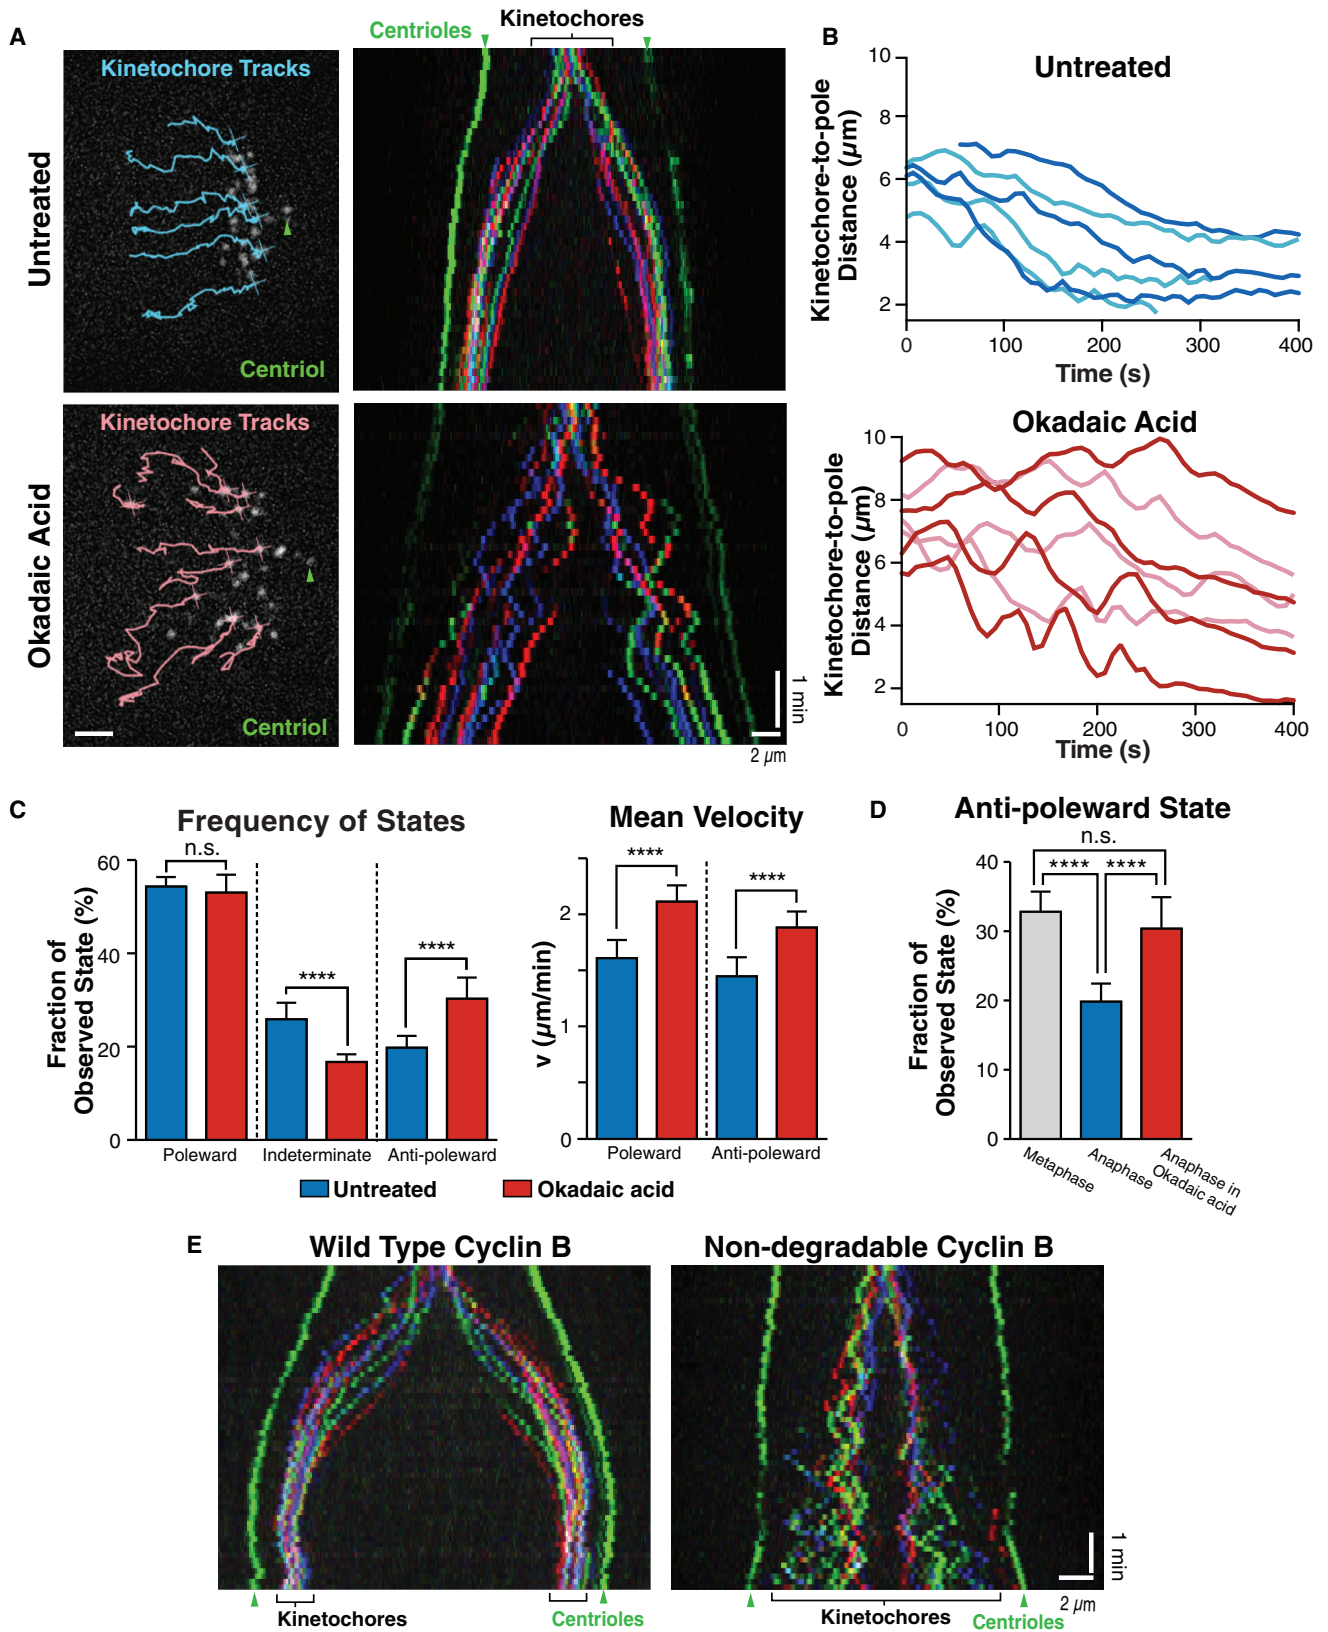 A
Centrioles
Kinetochores
B
Untreated
Kinetochore Tracks
Centriol
Untreated
Kinetochore-to-pole
Distance (µm)
10
8
6
4
2
0
100
200
300
400
Time (s)
Okadaic Acid
Kinetochore Tracks
Centriol
1 min
2 µm
Okadaic Acid
Kinetochore-to-pole
Distance (µm)
10
8
6
4
2
0
100
200
300
400
Time (s)
C
Frequency of States
Fraction of
Observed State (%)
60
40
20
0
n.s.
****
****
Poleward
Indeterminate
Anti-poleward
Mean Velocity
v (µm/min)
2
1
0
****
****
Poleward
Anti-poleward
Untreated
Okadaic acid
D
Anti-poleward State
n.s.
****
****
Fraction of
Observed State (%)
40
30
20
10
0
Metaphase
Anaphase
Anaphase in
Okadaic acid
E
Wild Type Cyclin B
Non-degradable Cyclin B
Kinetochores
Centrioles
Kinetochores
Centrioles
1 min
2 µm